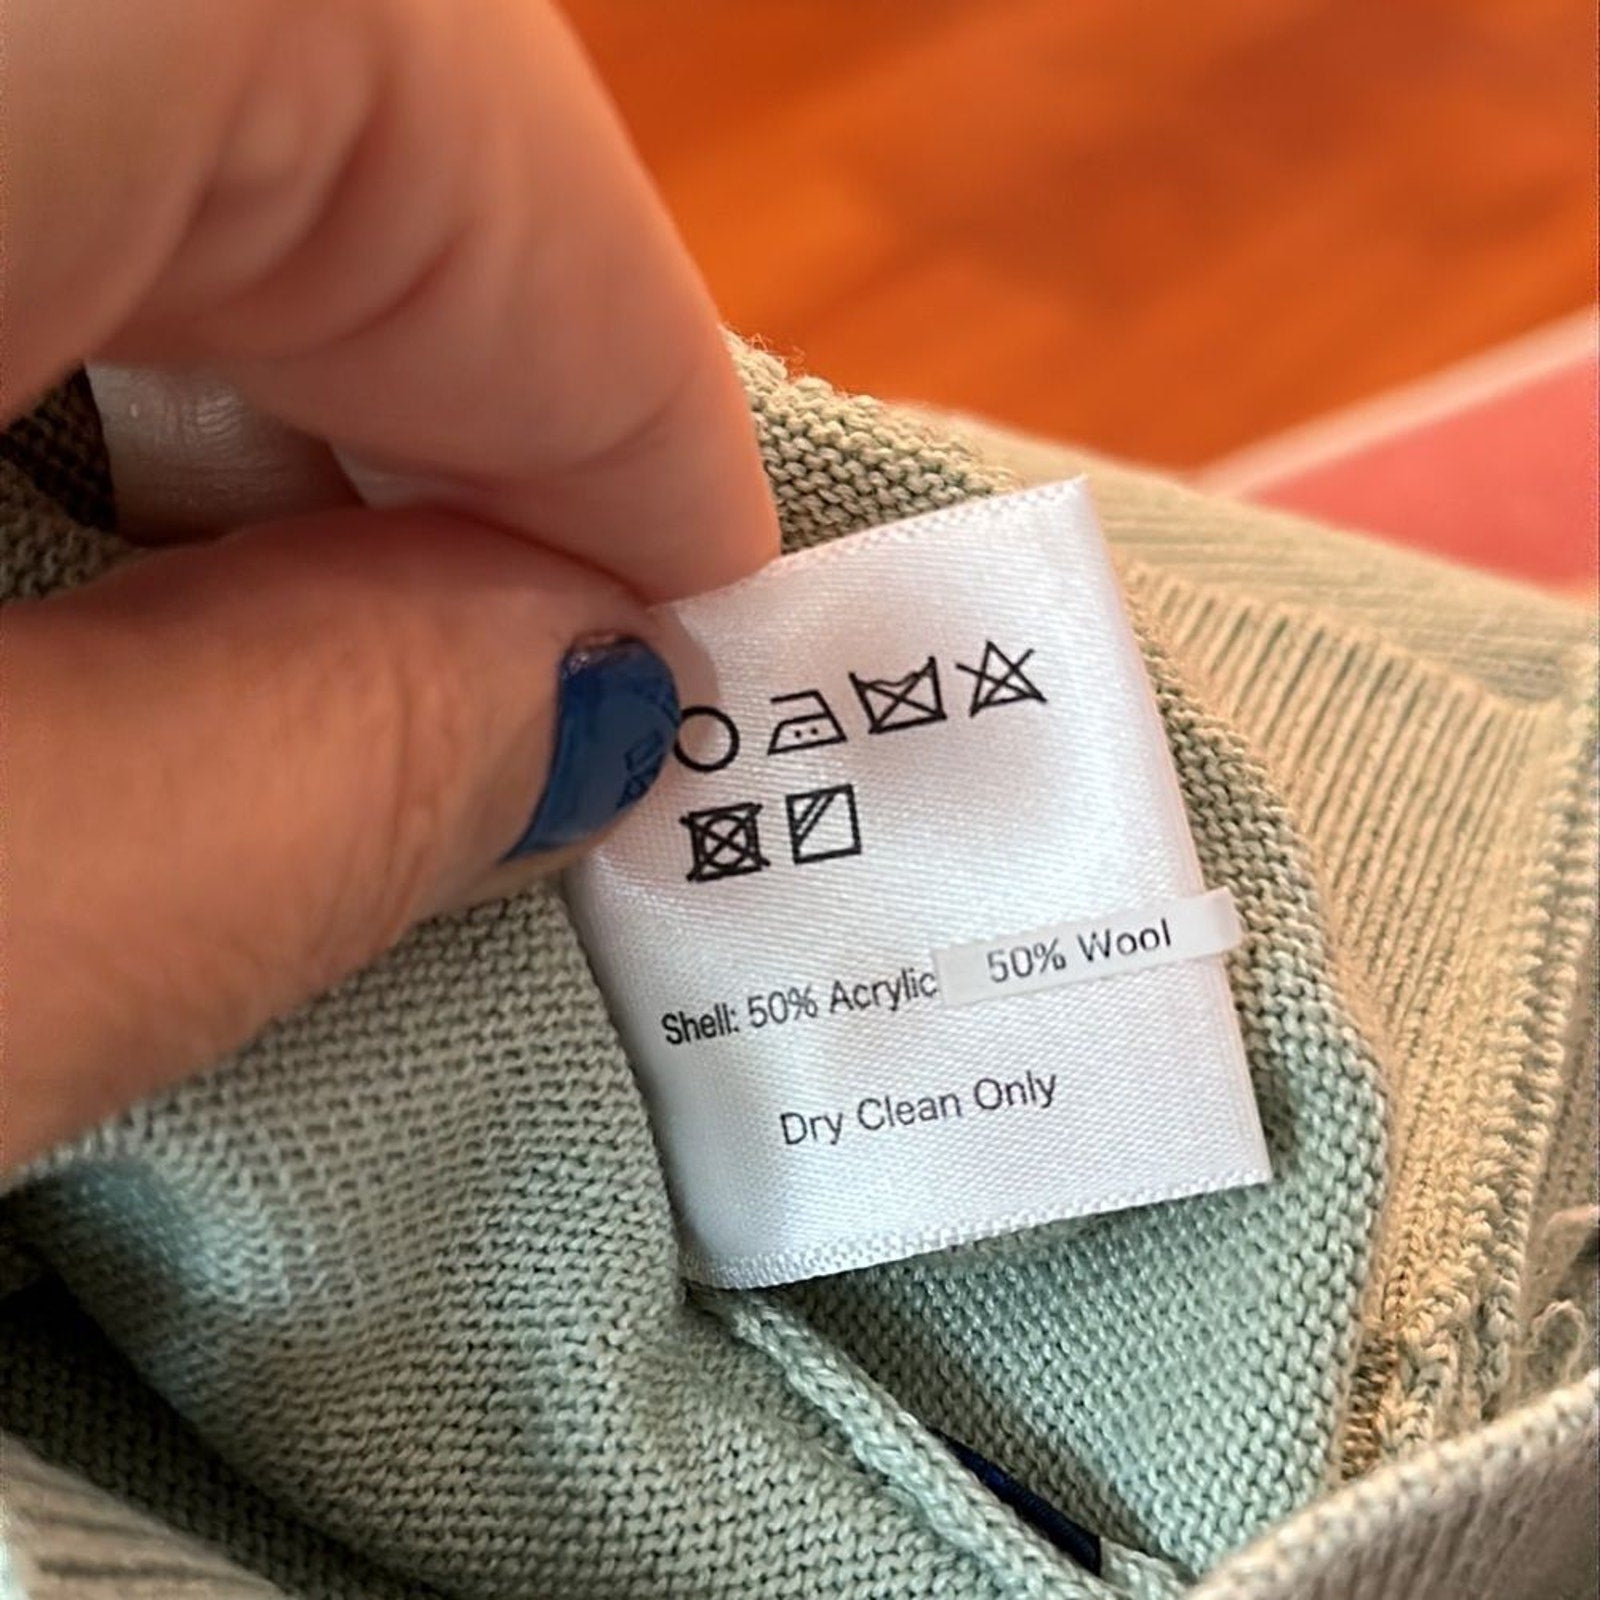 Shell: 50% Acrylic 50% Wool
Dry Clean Only